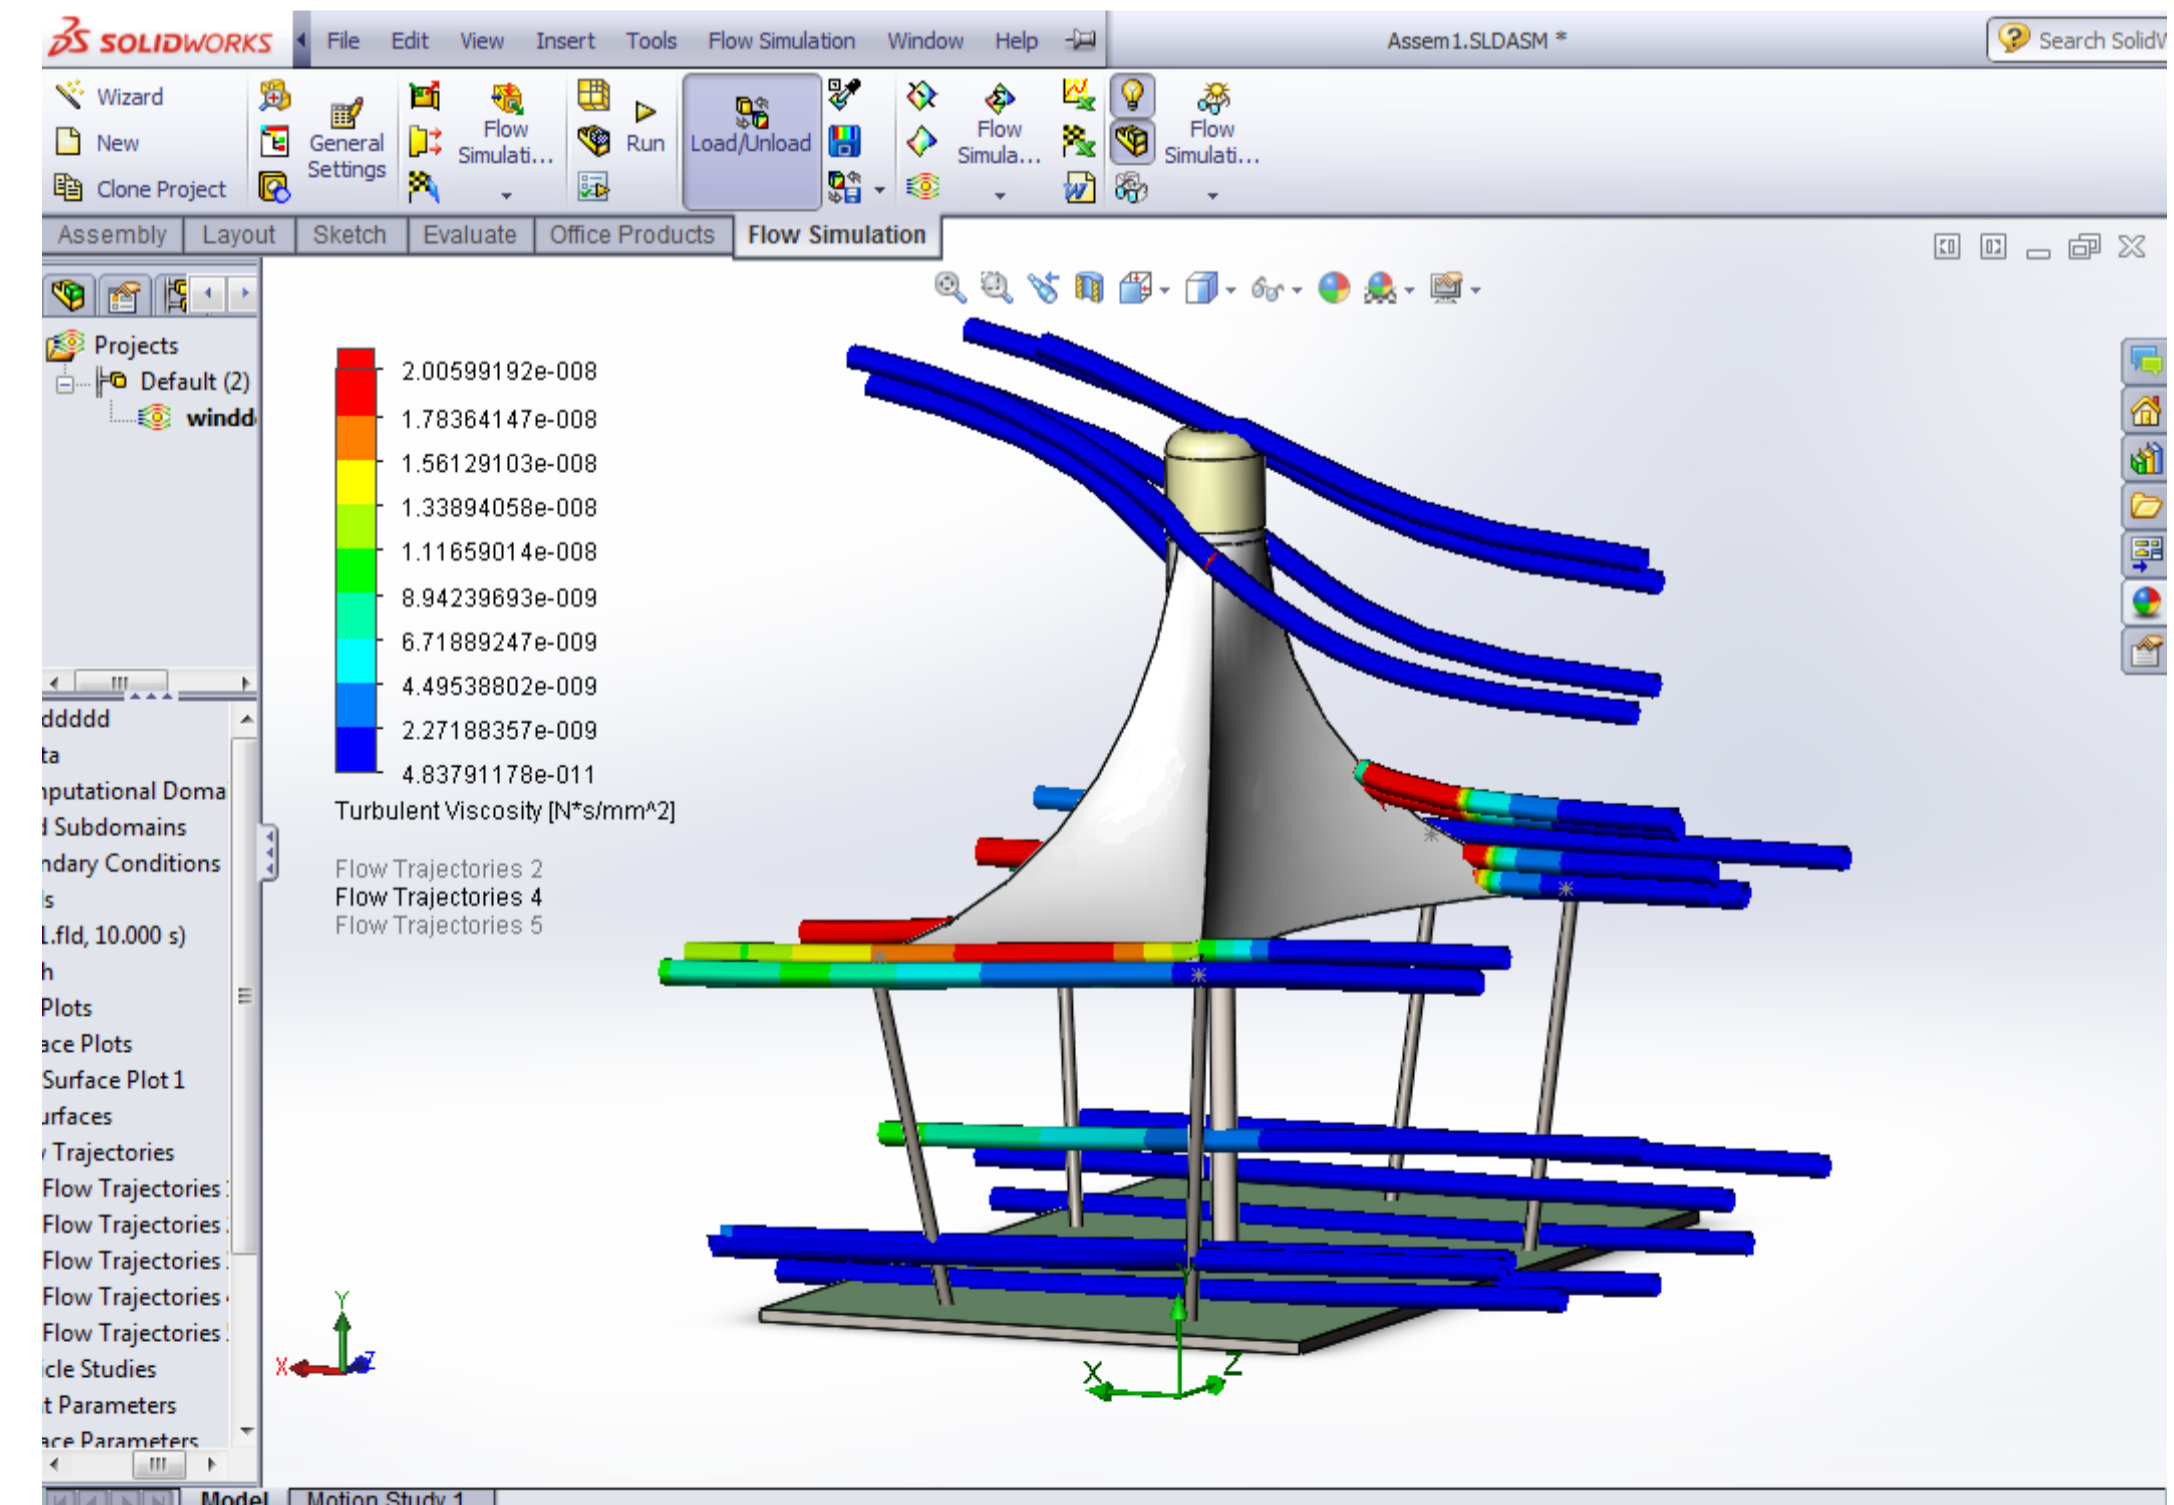 SOLIDWORKS File Edit View Insert Tools Flow Simulation Window Help Assem1.SLDASM * Search SolidW
Wizard
New
Clone Project
General
Settings
Flow
Simulati...
Run
Load/Unload
Flow
Simula...
Flow
Simulati...
Assembly Layout Sketch Evaluate Office Products Flow Simulation
Projects
Default (2)
windd
ddddd
ta
nputational Doma
d Subdomains
ndary Conditions
ls
1.fld, 10.000 s)
h
Plots
ace Plots
Surface Plot 1
urfaces
Trajectories
Flow Trajectories
Flow Trajectories
Flow Trajectories
Flow Trajectories
Flow Trajectories
icle Studies
t Parameters
ace Parameters
2.00599192e-008
1.78364147e-008
1.56129103e-008
1.33894058e-008
1.11659014e-008
8.94239693e-009
6.71889247e-009
4.49538802e-009
2.27188357e-009
4.83791178e-011
Turbulent Viscosity [N*s/mm^2]
Flow Trajectories 2
Flow Trajectories 4
Flow Trajectories 5
Y
X
Z
Y
X
Z
Model Motion Study 1